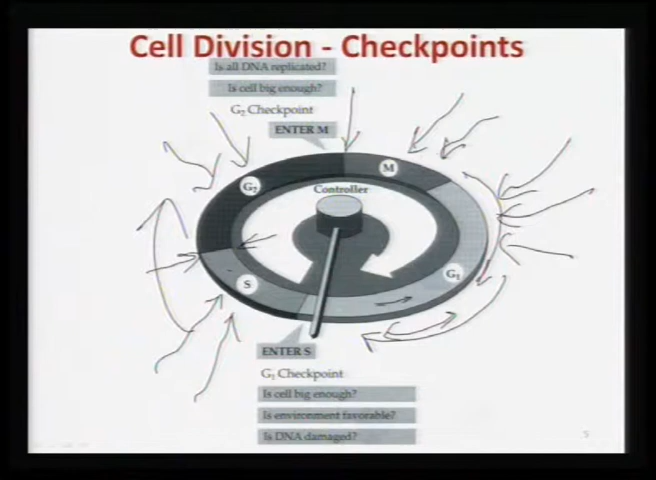 Cell Division - Checkpoints
Is all DNA replicated?
Is cell big enough?
G₂ Checkpoint
ENTER M
M
G₂
Controller
S
G₁
ENTER S
G₁ Checkpoint
Is cell big enough?
Is environment favorable?
Is DNA damaged?
5